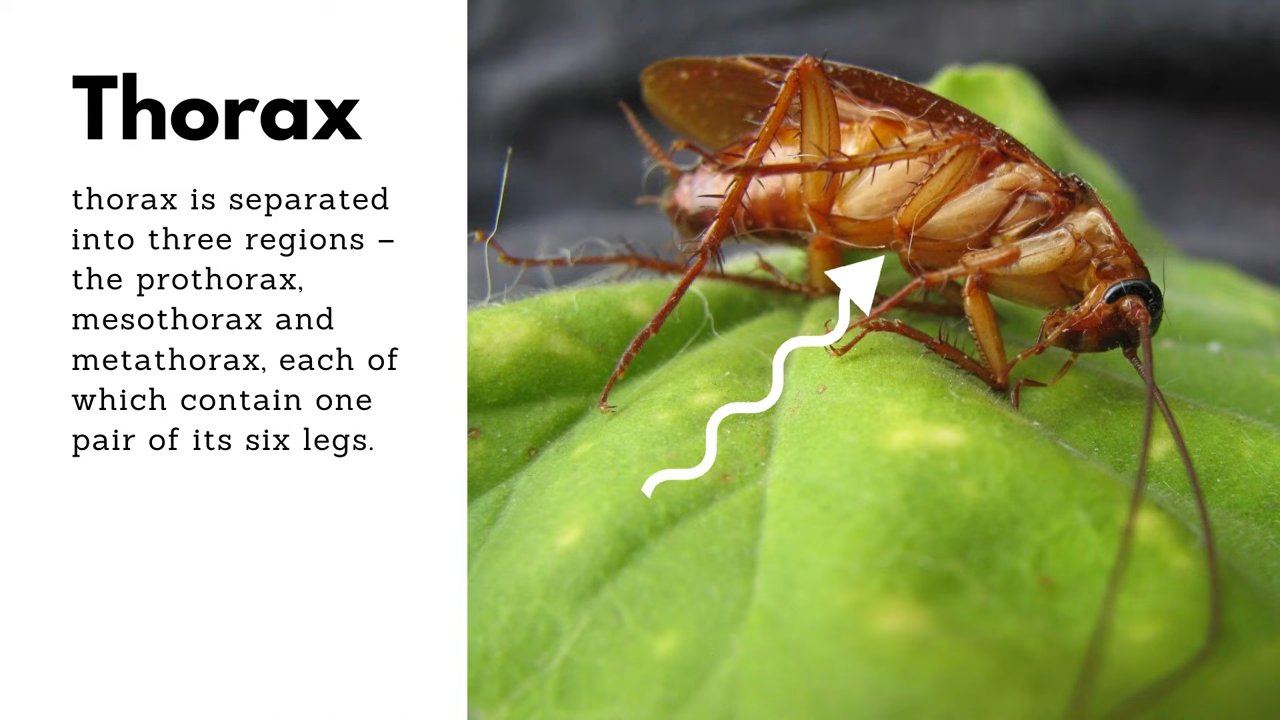 Thorax
thorax is separated
into three regions –
the prothorax,
mesothorax and
metathorax, each of
which contain one
pair of its six legs.